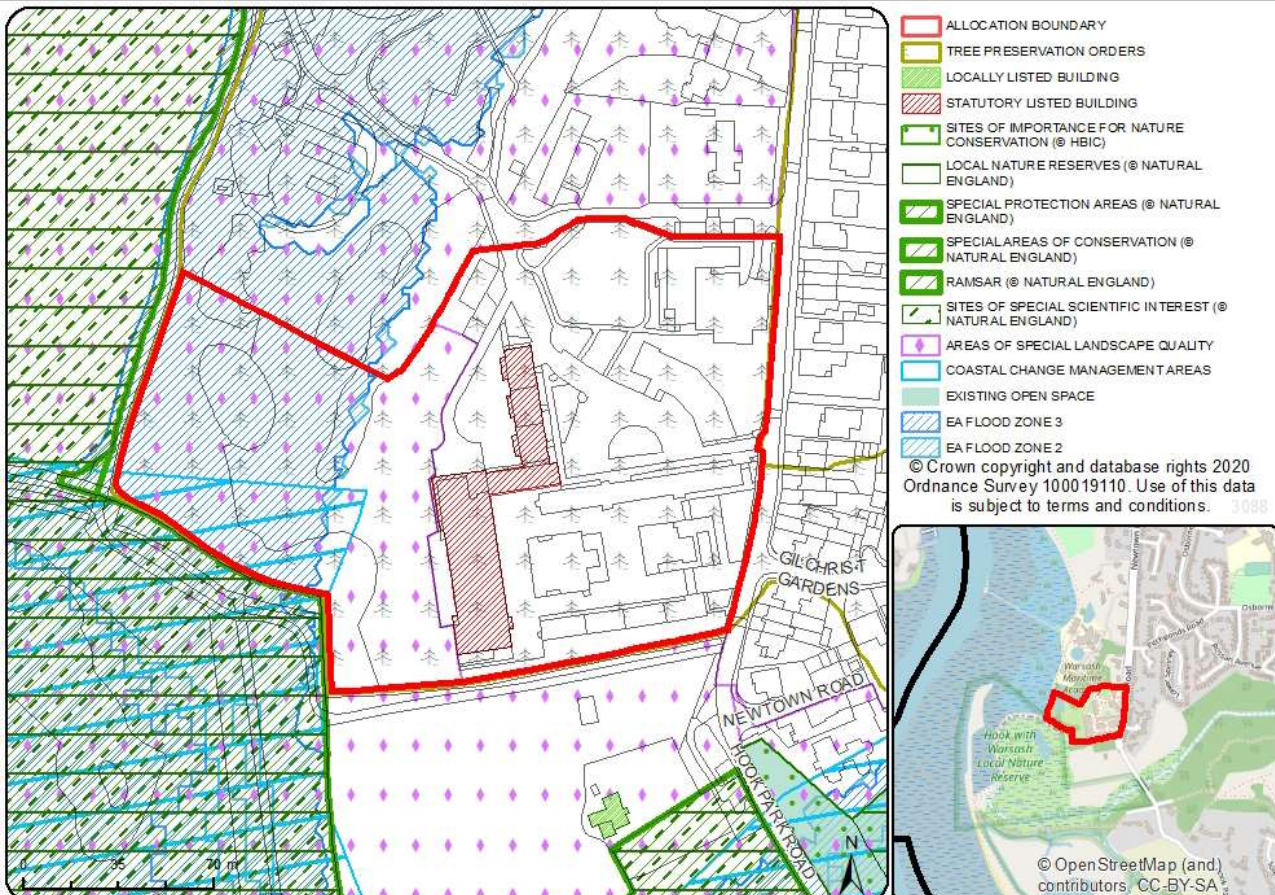 GILCHRIST
GARDENS
NEWTOWN ROAD
HOOK PARK ROAD
0 35 70 m
N
ALLOCATION BOUNDARY
TREE PRESERVATION ORDERS
LOCALLY LISTED BUILDING
STATUTORY LISTED BUILDING
SITES OF IMPORTANCE FOR NATURE
CONSERVATION (© HBIC)
LOCAL NATURE RESERVES (© NATURAL
ENGLAND)
SPECIAL PROTECTION AREAS (© NATURAL
ENGLAND)
SPECIAL AREAS OF CONSERVATION (©
NATURAL ENGLAND)
RAMSAR (© NATURAL ENGLAND)
SITES OF SPECIAL SCIENTIFIC INTEREST (©
NATURAL ENGLAND)
AREAS OF SPECIAL LANDSCAPE QUALITY
COASTAL CHANGE MANAGEMENT AREAS
EXISTING OPEN SPACE
EA FLOOD ZONE 3
EA FLOOD ZONE 2
© Crown copyright and database rights 2020
Ordnance Survey 100019110. Use of this data
is subject to terms and conditions. 3088
Newtown
Osborne
Warsash
Maritime
Hook with
Warsash
Local Nature
Reserve
© OpenStreetMap (and)
contributors, CC-BY-SA